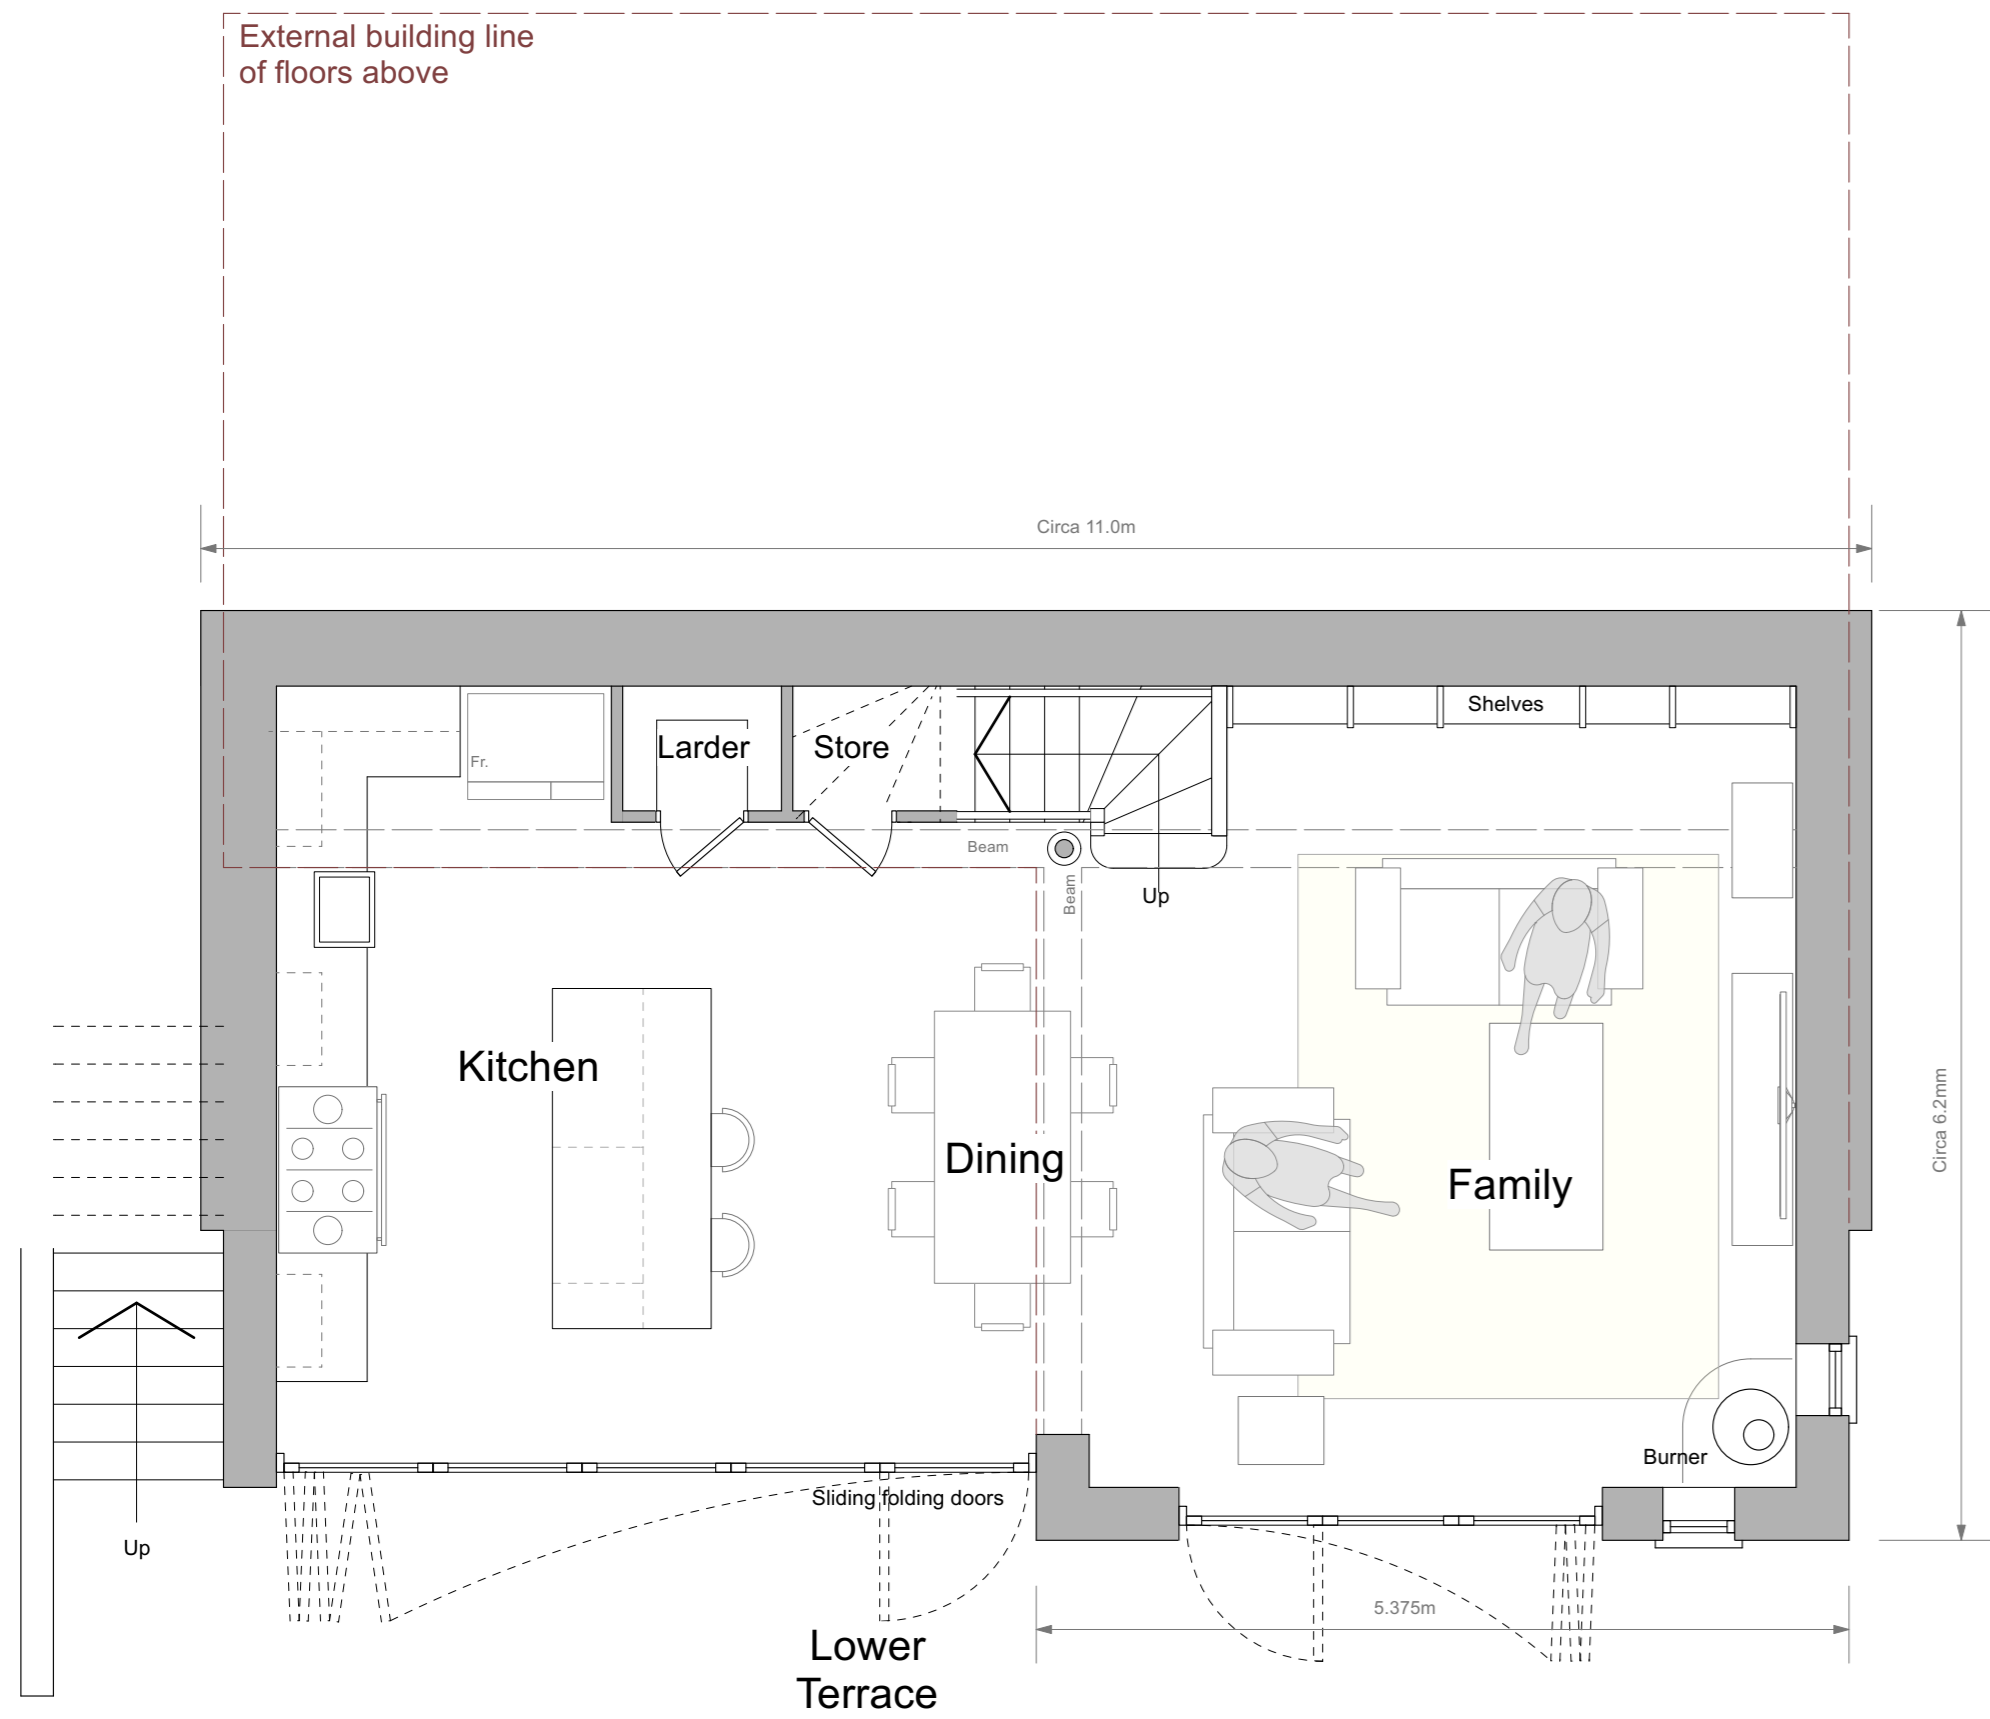 External building line
of floors above
Circa 11.0m
Shelves
Larder
Store
Fr.
Beam
Beam
Up
Kitchen
Dining
Family
Circa 6.2mm
Burner
Sliding folding doors
Up
5.375m
Lower
Terrace